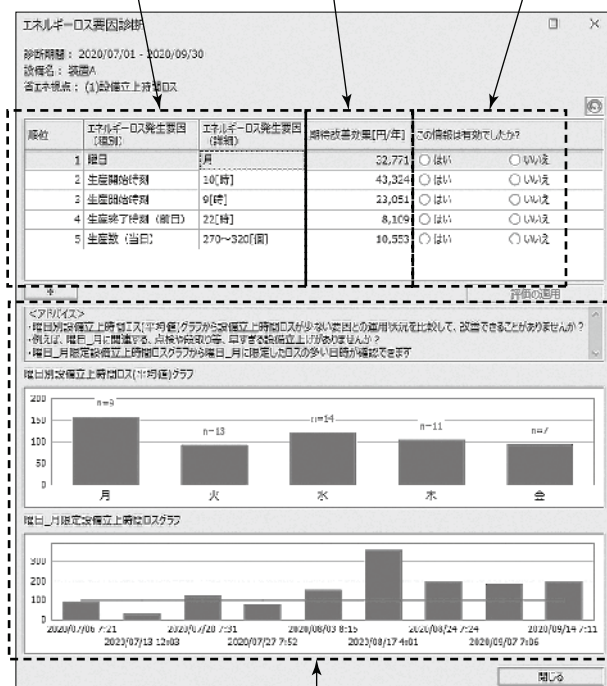 エネルギーロス要因診断
診断期間： 2020/07/01 - 2020/09/30
設備名： 装置A
省エネ視点： (1)設備立上時間ロス
順位 エネルギーロス発生要因（種別） エネルギーロス発生要因（詳細） 期待改善効果[円/年] この情報は有効でしたか?
1 曜日 月 32,771 はい いいえ
2 生産開始時刻 10[時] 43,324 はい いいえ
3 生産開始時刻 9[時] 23,051 はい いいえ
4 生産終了時刻（前日） 22[時] 8,109 はい いいえ
5 生産数（当日） 270～320[個] 10,553 はい いいえ
評価の適用
<アドバイス>
・曜日別設備立上時間ロス(平均値)グラフから設備立上時間ロスが少ない要因との運用状況を比較して、改善できることがありませんか?
・例えば、曜日_月に関連する、点検や段取り等、早すぎる設備立上げがありませんか?
・曜日_月限定設備立上時間ロスグラフから曜日_月に限定したロスの多い日時が確認できます
曜日別設備立上時間ロス(平均値)グラフ
200
150
100
50
0
n=9 n=13 n=14 n=11 n=7
月 火 水 木 金
曜日_月限定設備立上時間ロスグラフ
300
200
100
0
2020/07/06 7:21 2020/07/20 7:31 2020/08/03 8:15 2020/08/24 7:24 2020/09/14 7:11
2020/07/13 12:03 2020/07/27 7:52 2020/08/17 4:01 2020/09/07 7:06
閉じる